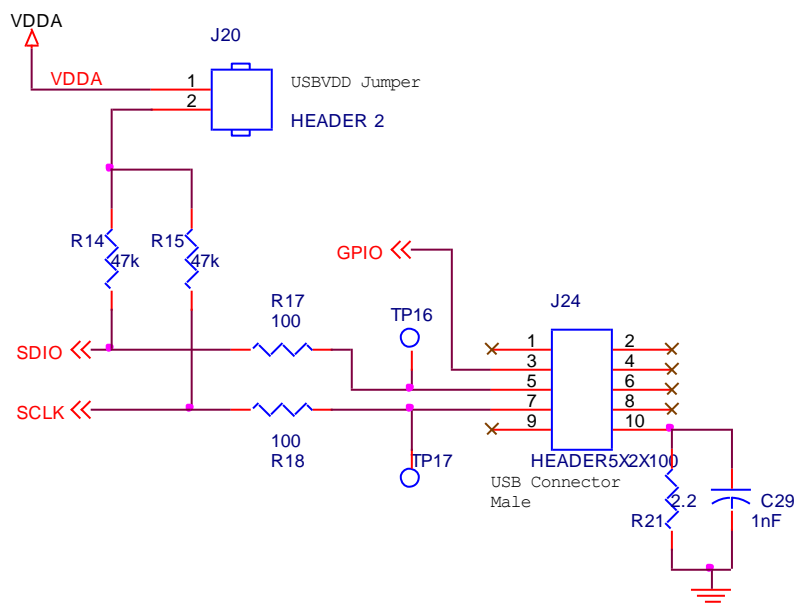 VDDA
J20
VDDA
1
2
USBVDD Jumper
HEADER 2
R14
47k
R15
47k
GPIO
R17
100
TP16
J24
SDIO
1
2
3
4
5
6
SCLK
7
8
9
10
100
R18
TP17
HEADER5X2X100
USB Connector
Male
2.2
R21
C29
1nF